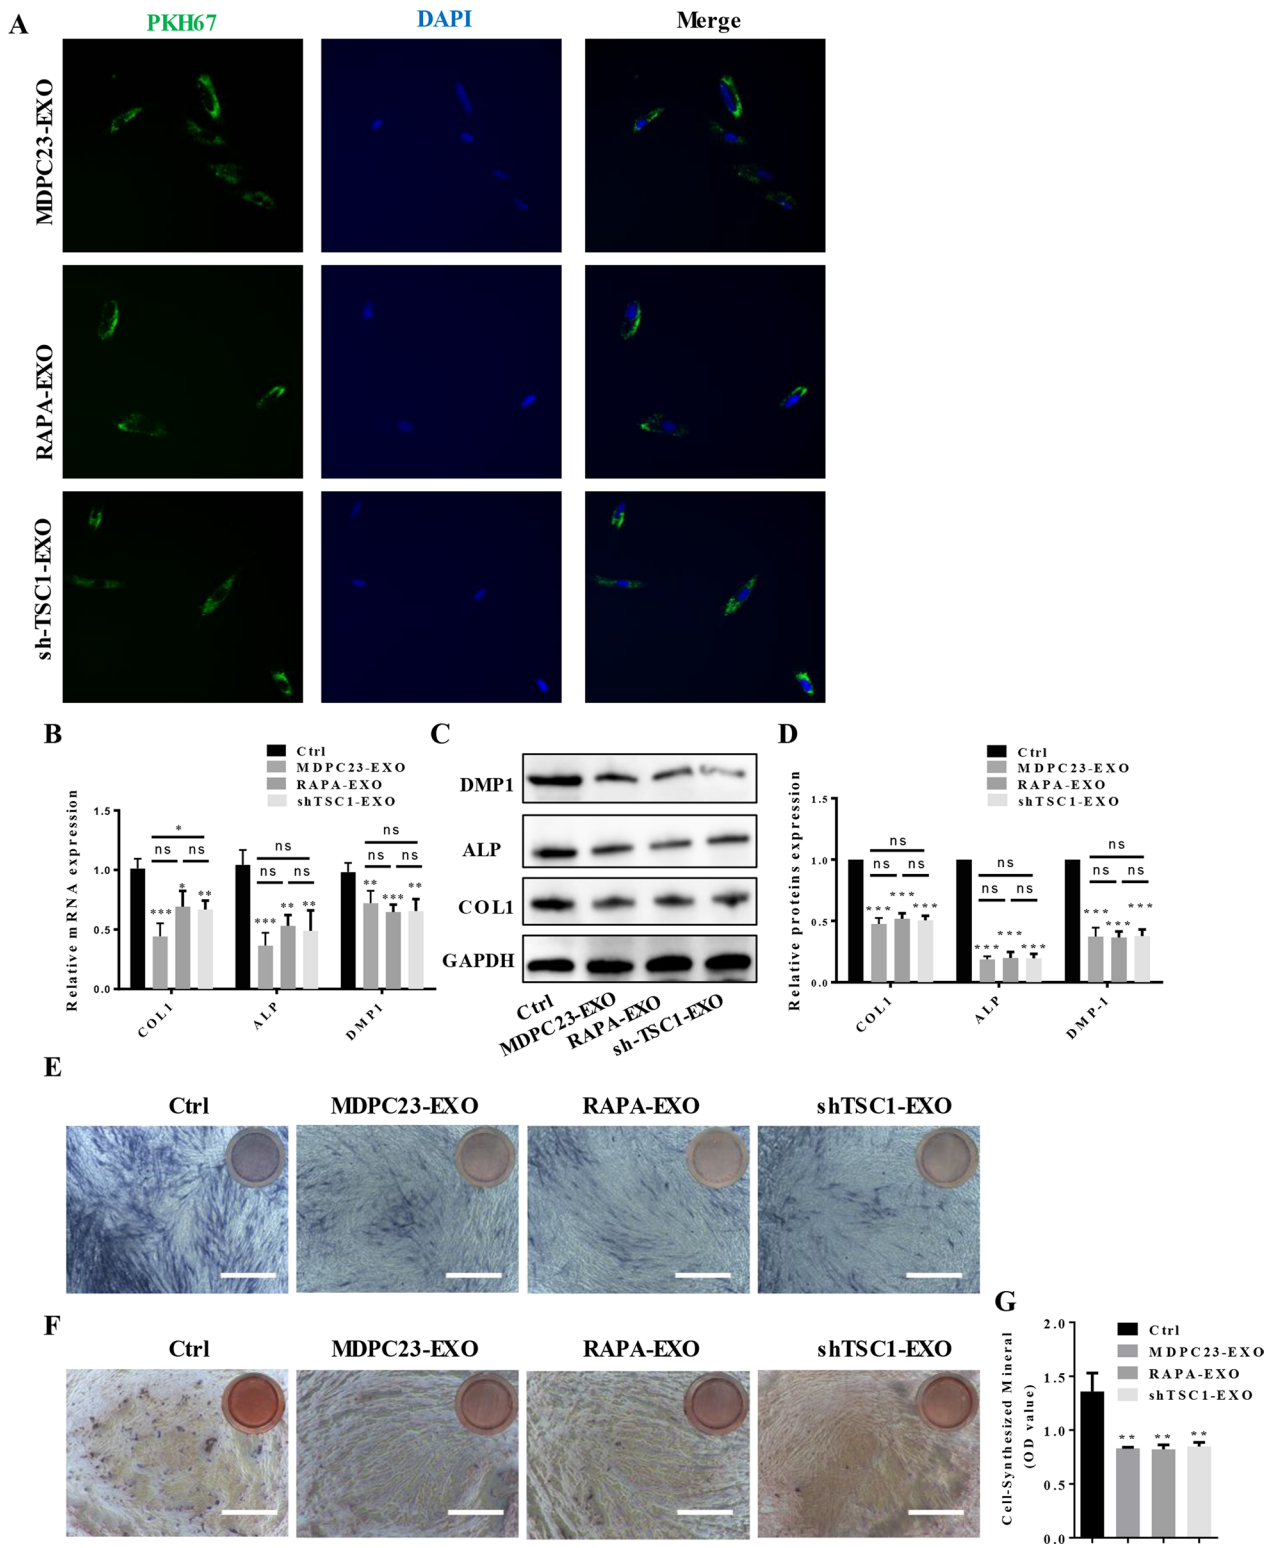 A
PKH67
DAPI
Merge
MDPC23-EXO
RAPA-EXO
sh-TSC1-EXO
B
Ctrl
MDPC23-EXO
RAPA-EXO
shTSC1-EXO
Relative mRNA expression
1.5
1.0
0.5
0.0
*
ns
ns
***
*
**
ns
ns
ns
***
**
**
ns
ns
ns
**
***
**
COL1
ALP
DMP1
C
DMP1
ALP
COL1
GAPDH
Ctrl
MDPC23-EXO
RAPA-EXO
sh-TSC1-EXO
D
Ctrl
MDPC23-EXO
RAPA-EXO
shTSC1-EXO
Relative proteins expression
1.5
1.0
0.5
0.0
ns
ns
ns
***
***
***
ns
ns
ns
***
***
***
ns
ns
ns
***
***
***
COL1
ALP
DMP-1
E
Ctrl
MDPC23-EXO
RAPA-EXO
shTSC1-EXO
F
Ctrl
MDPC23-EXO
RAPA-EXO
shTSC1-EXO
G
Ctrl
MDPC23-EXO
RAPA-EXO
shTSC1-EXO
Cell-Synthesized Mineral
(OD value)
2.0
1.5
1.0
0.5
0.0
**
**
**